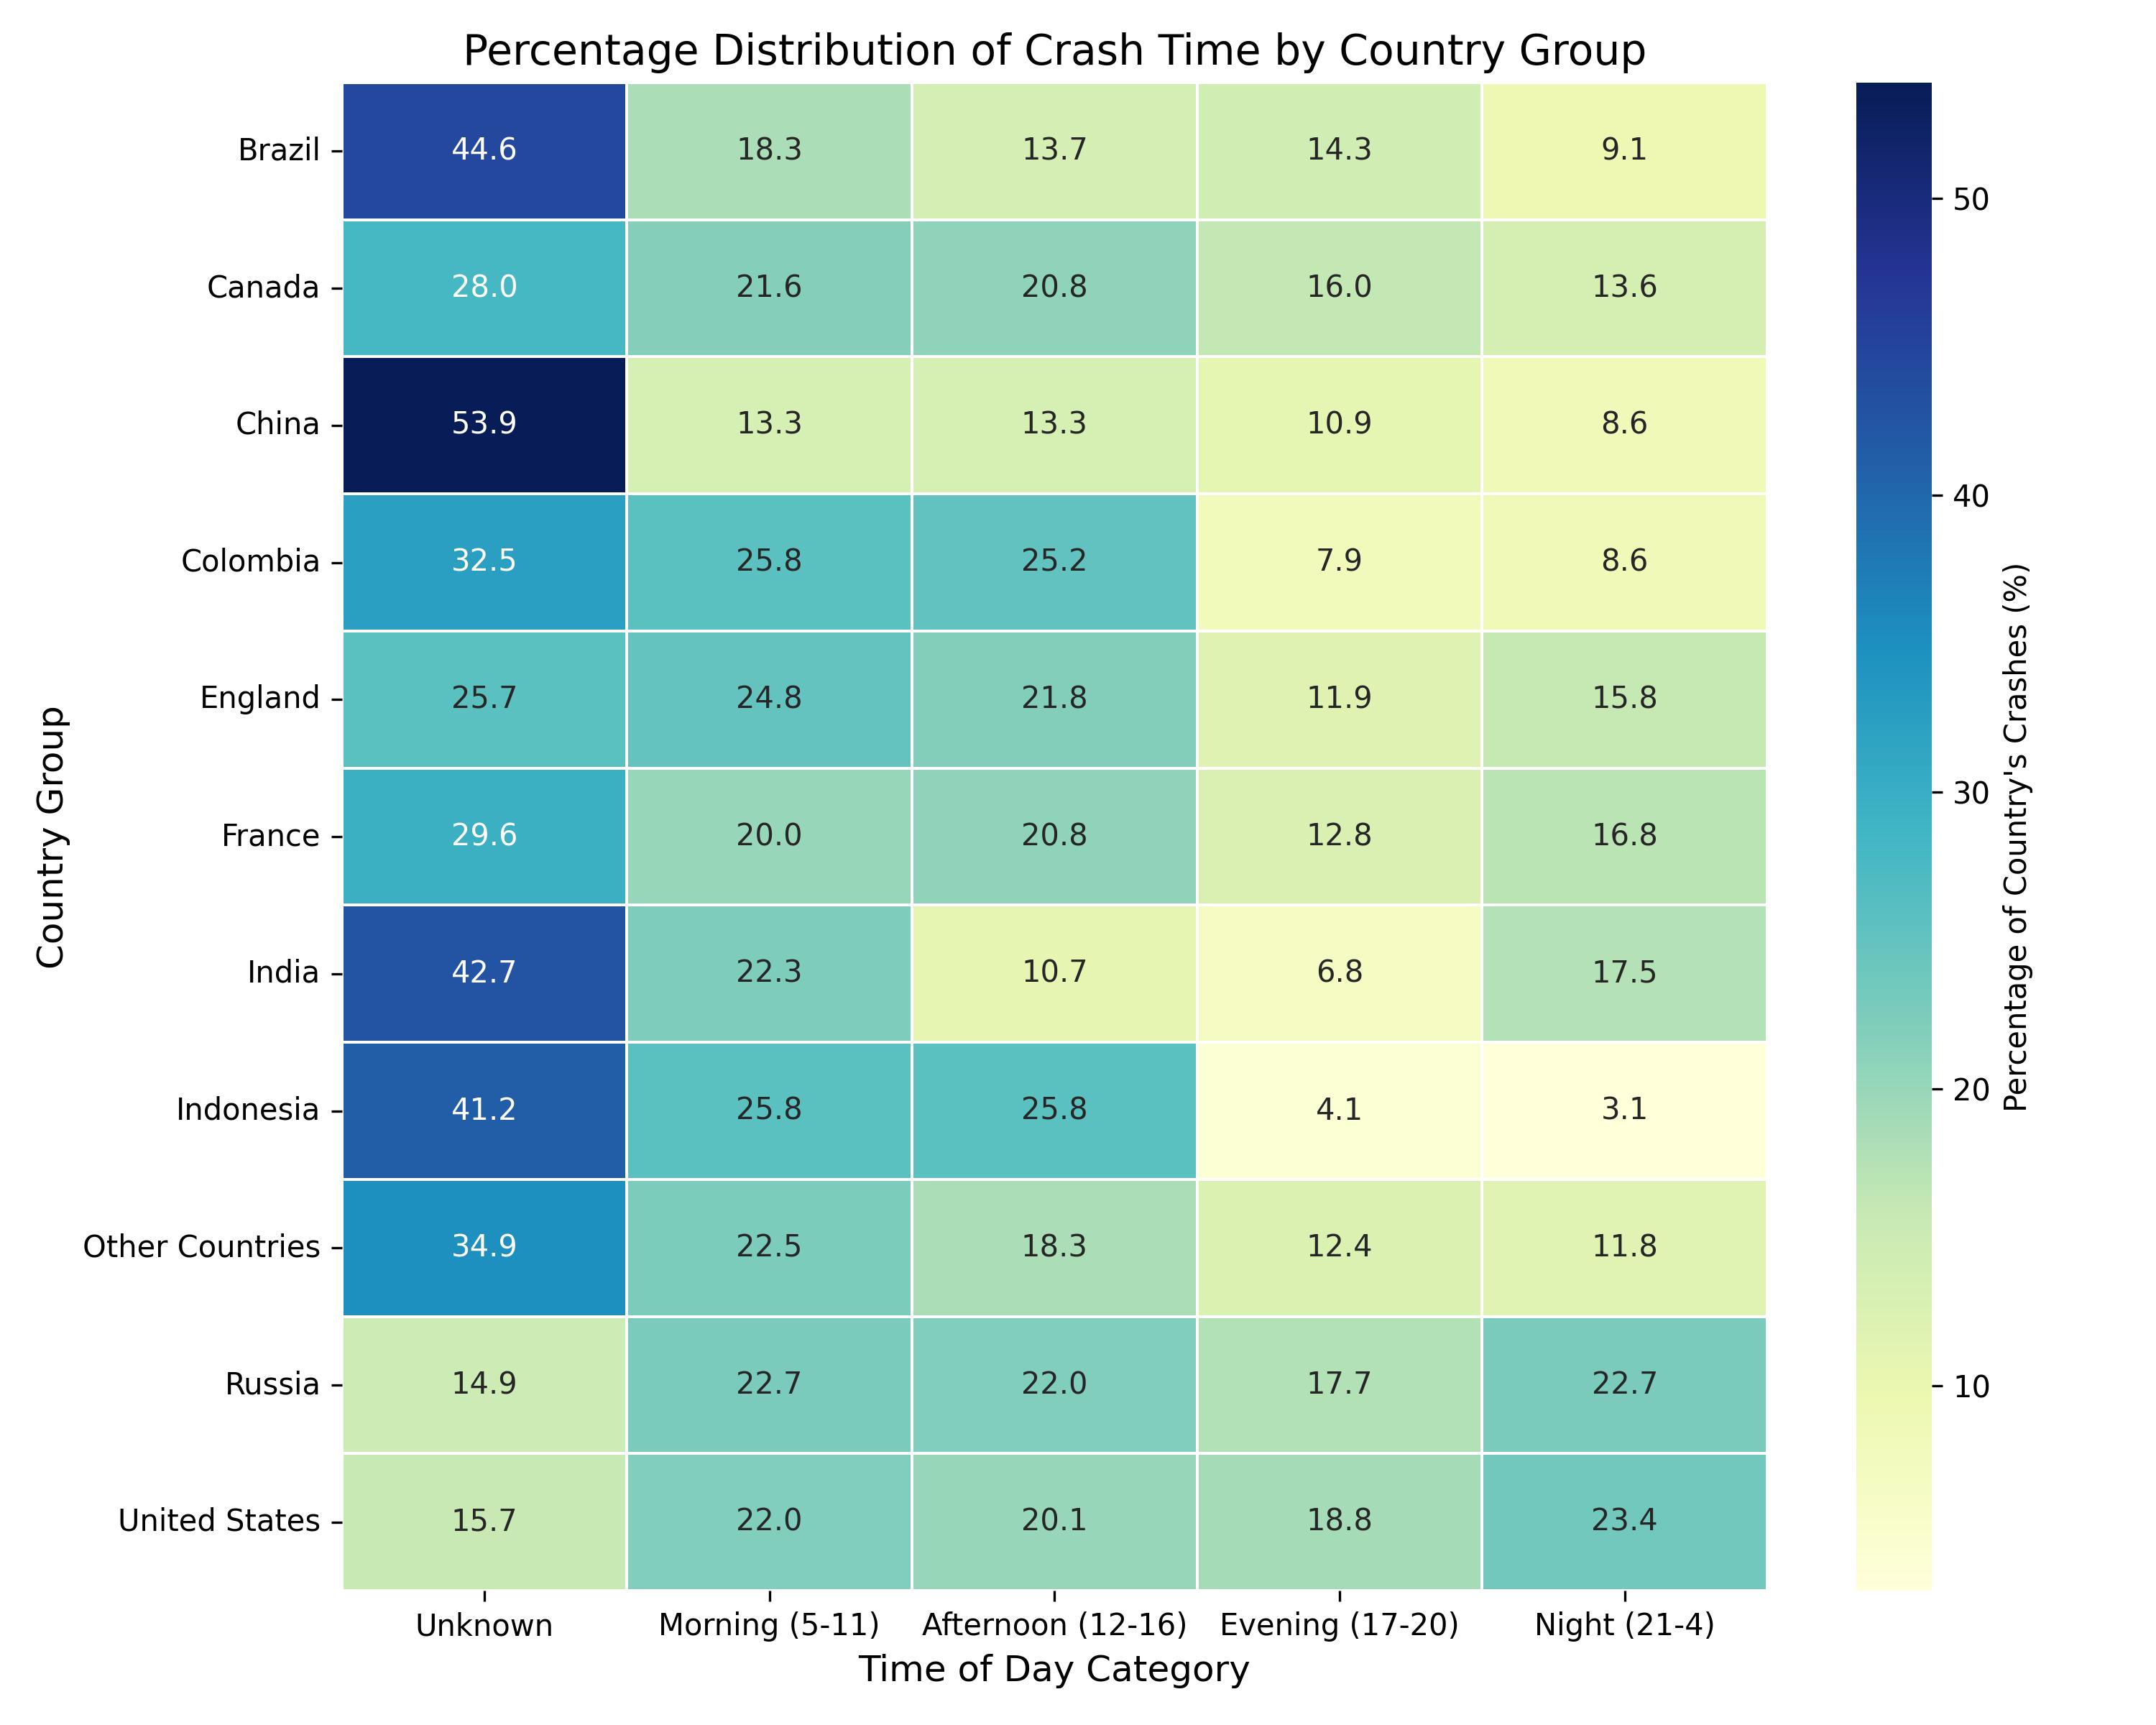 Percentage Distribution of Crash Time by Country Group
Country Group
Brazil 44.6 18.3 13.7 14.3 9.1
Canada 28.0 21.6 20.8 16.0 13.6
China 53.9 13.3 13.3 10.9 8.6
Colombia 32.5 25.8 25.2 7.9 8.6
England 25.7 24.8 21.8 11.9 15.8
France 29.6 20.0 20.8 12.8 16.8
India 42.7 22.3 10.7 6.8 17.5
Indonesia 41.2 25.8 25.8 4.1 3.1
Other Countries 34.9 22.5 18.3 12.4 11.8
Russia 14.9 22.7 22.0 17.7 22.7
United States 15.7 22.0 20.1 18.8 23.4
Unknown Morning (5-11) Afternoon (12-16) Evening (17-20) Night (21-4)
Time of Day Category
50
40
30
20
10
Percentage of Country's Crashes (%)